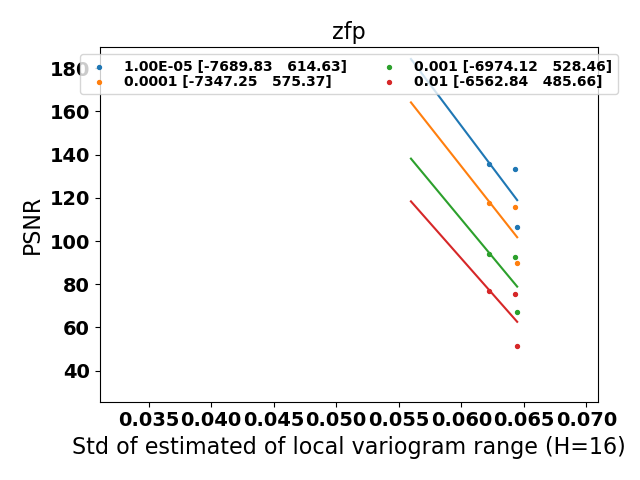 zfp
1.00E-05 [-7689.83 614.63]
0.0001 [-7347.25 575.37]
0.001 [-6974.12 528.46]
0.01 [-6562.84 485.66]
PSNR
180
160
140
120
100
80
60
40
0.035 0.040 0.045 0.050 0.055 0.060 0.065 0.070
Std of estimated of local variogram range (H=16)